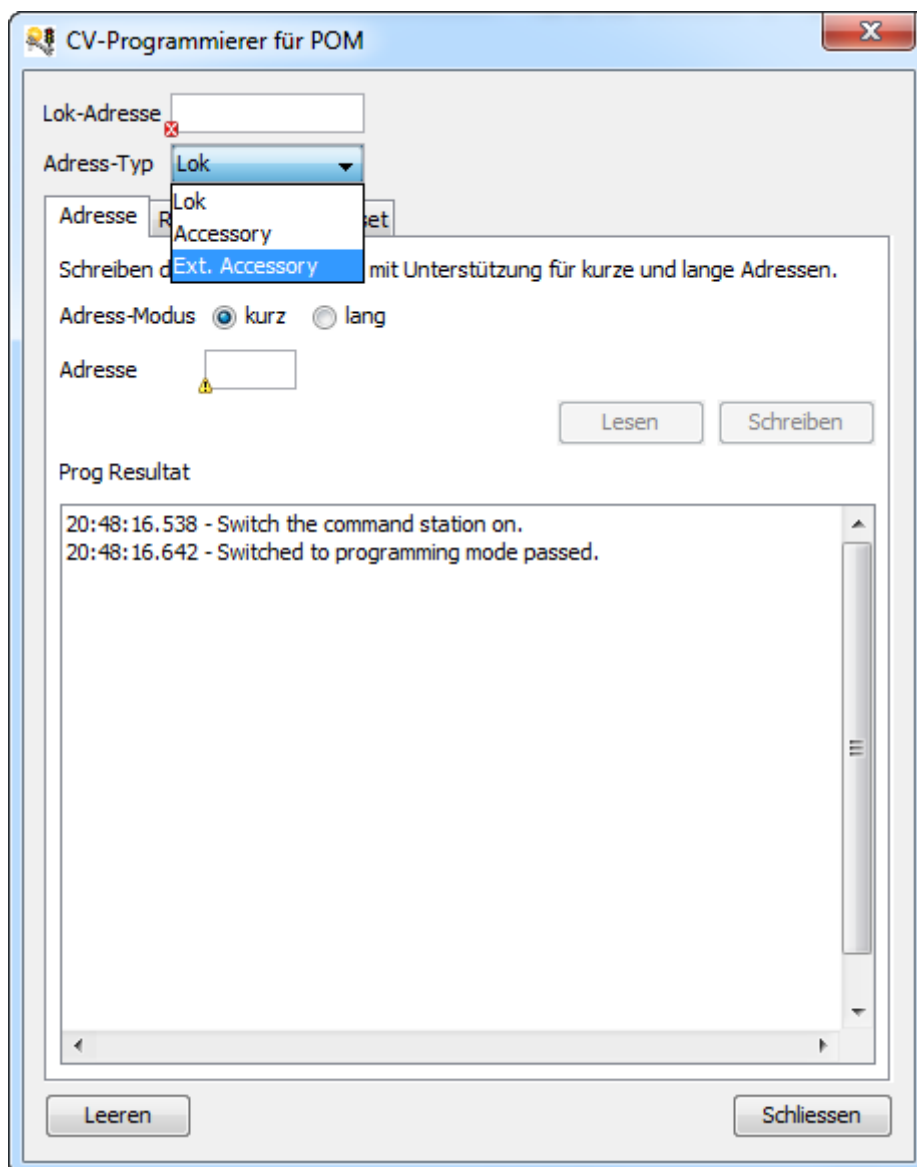 CV-Programmierer für POM
Lok-Adresse
Adress-Typ Lok
Lok
Accessory
Ext. Accessory
Adresse R set
Schreiben d mit Unterstützung für kurze und lange Adressen.
Adress-Modus kurz lang
Adresse
Lesen Schreiben
Prog Resultat
20:48:16.538 - Switch the command station on.
20:48:16.642 - Switched to programming mode passed.
Leeren Schliessen